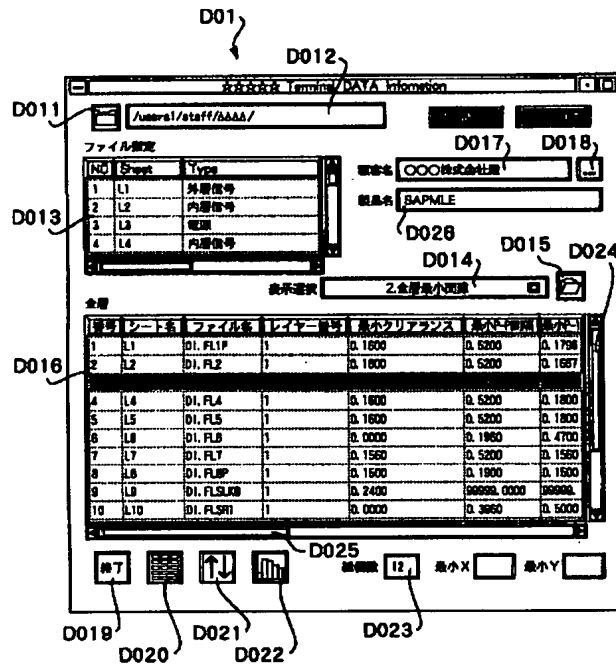 D01
D012
☆☆☆☆☆ Terminal DAYA Infomation
D011
/users1/staff/ΔΔΔΔ/
D017
D018
ファイル指定
NO Sheet Type
1 L1 外層信号
2 L2 内層信号
3 L3 電源
4 L4 内層信号
D013
顧客名 ○○○株式会社殿 ...
製品名 SAPMLE
D026
D014
D015
D024
表示選択 2.全層最小間隙
全層
番号 シート名 ファイル名 レイヤー番号 最小クリアランス
1 L1 DI.FL1P 1 0.1600 0.5200 0.1796
2 L2 DI.FL2 1 0.1600 0.5200 0.1667
D016
4 L4 DI.FL4 1 0.1600 0.5200 0.1800
5 L5 DI.FL5 1 0.1600 0.5200 0.1800
6 L6 DI.FL6 1 0.0000 0.1960 0.4700
7 L7 DI.FL7 1 0.1560 0.5200 0.1560
8 L8 DI.FL8P 1 0.1500 0.1900 0.1500
9 L9 1 0.2400 99999.0000 99999.
10 L10 DI.FLSR1 1 0.0000 0.3960 0.5000
D025
終了
12 最小X 最小Y
D019
D020
D021
D022
D023